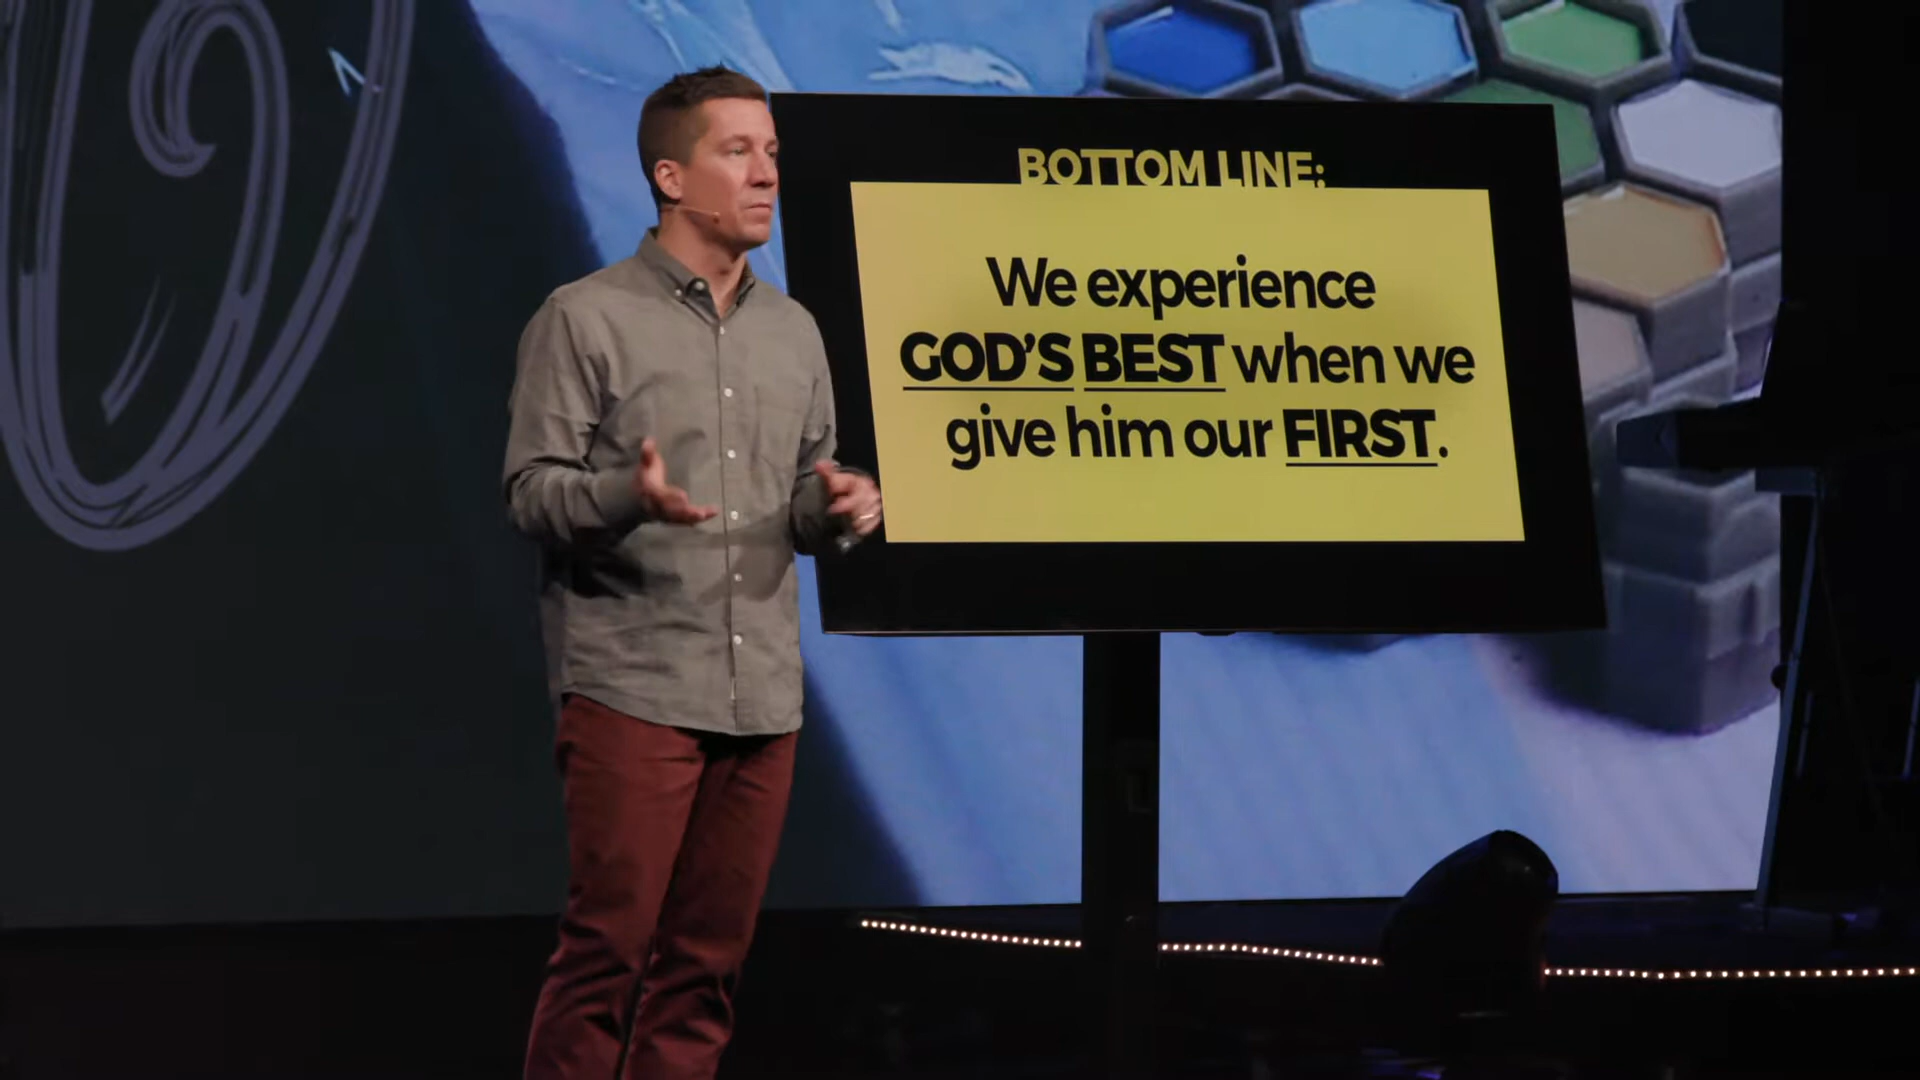 BOTTOM LINE:
We experience
GOD'S BEST when we
give him our FIRST.